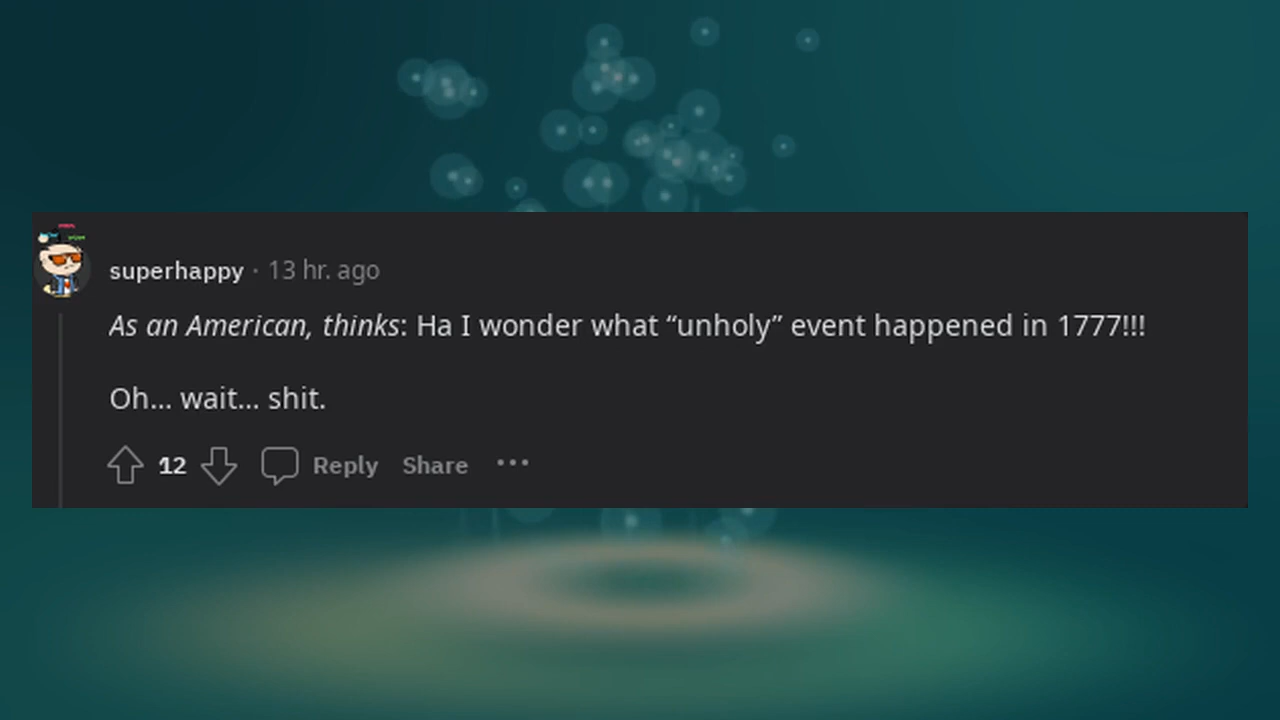 superhappy · 13 hr. ago
As an American, thinks: Ha I wonder what “unholy” event happened in 1777!!!
Oh... wait... shit.
12 Reply Share ···